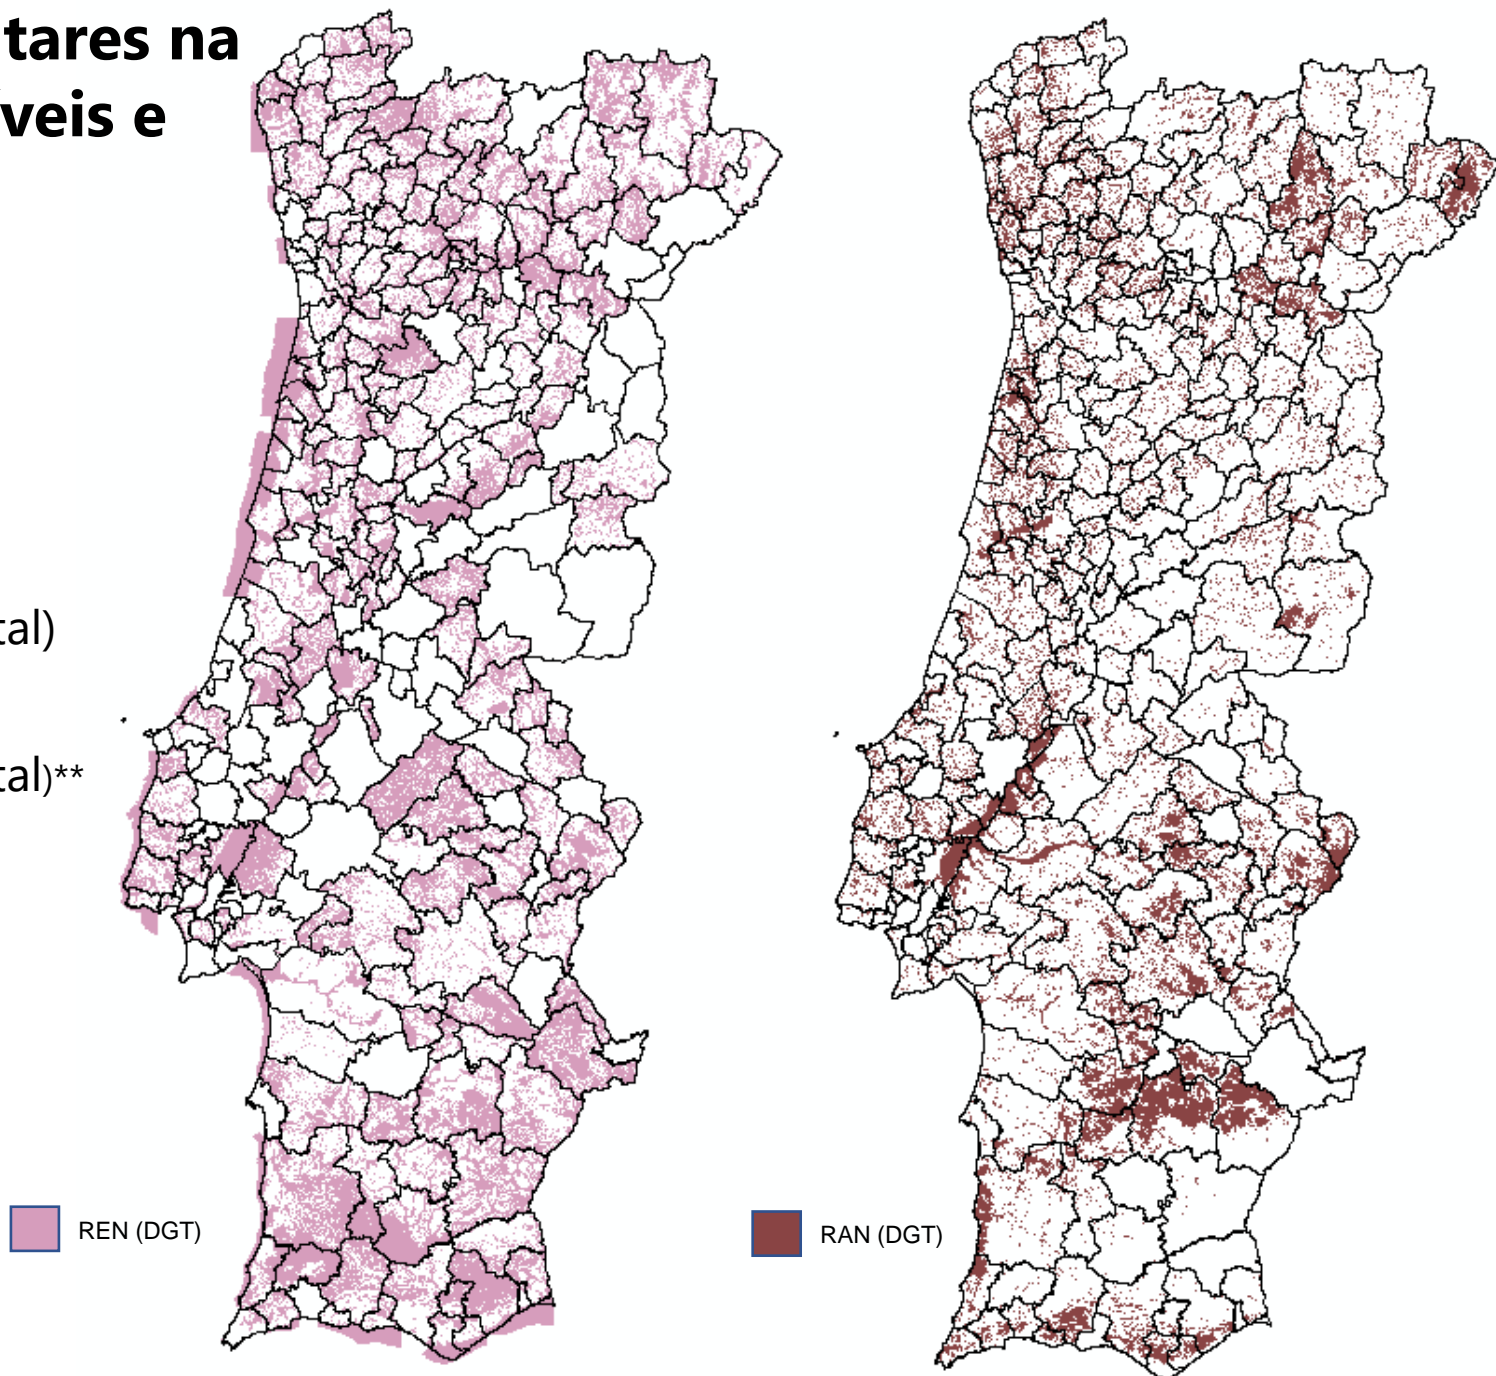 tares na
veis e
tal)
tal)**
REN (DGT)
RAN (DGT)